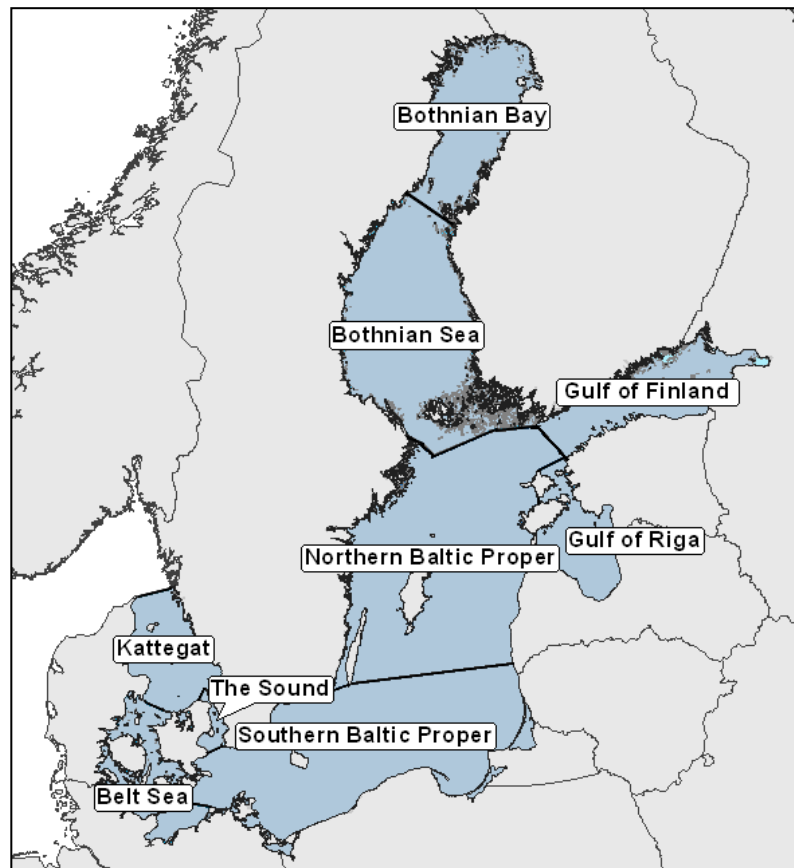 Bothnian Bay
Bothnian Sea
Gulf of Finland
Northern Baltic Proper
Gulf of Riga
Kattegat
The Sound
Southern Baltic Proper
Belt Sea